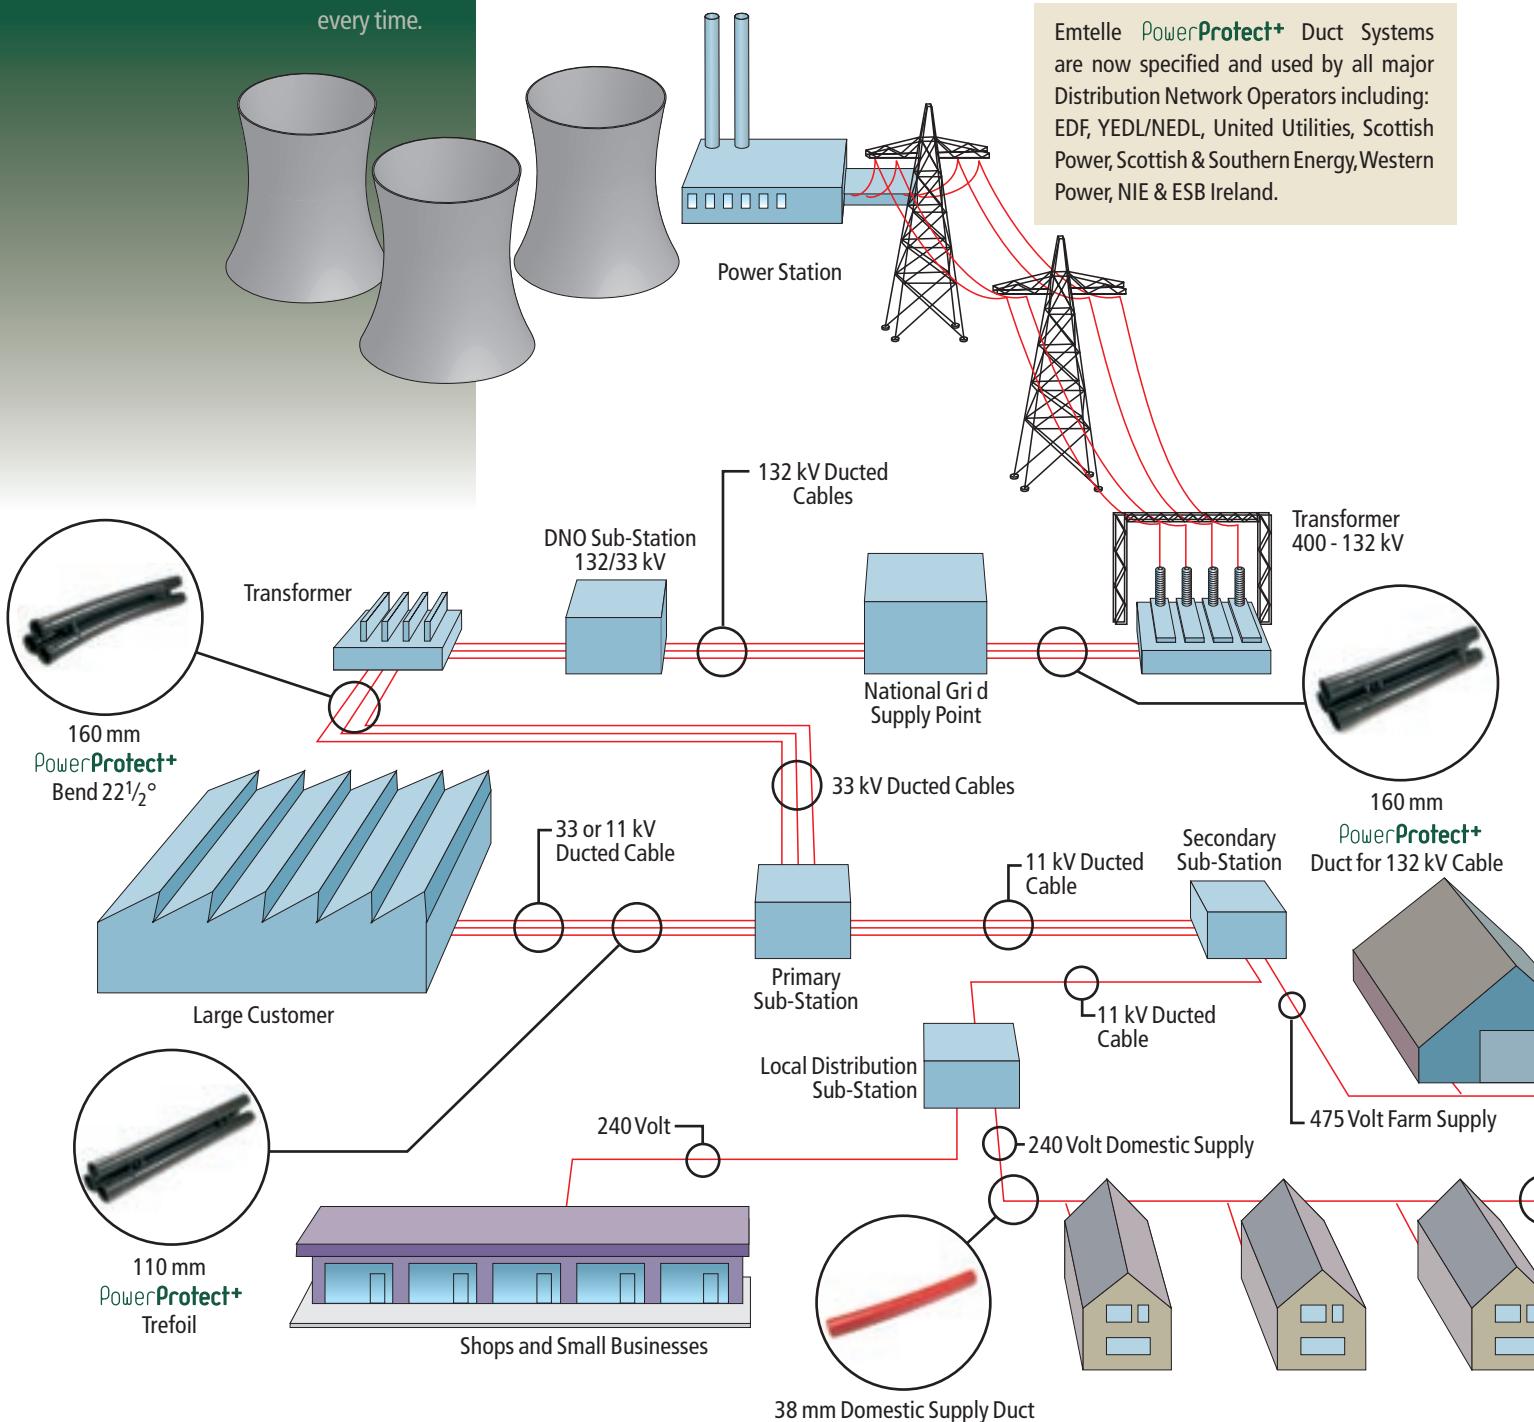 every time.
Emtelle PowerProtect+ Duct Systems
are now specified and used by all major
Distribution Network Operators including:
EDF, YEDL/NEDL, United Utilities, Scottish
Power, Scottish & Southern Energy, Western
Power, NIE & ESB Ireland.
Power Station
132 kV Ducted
Cables
Transformer
400 - 132 kV
DNO Sub-Station
132/33 kV
Transformer
National Gri d
Supply Point
160 mm
PowerProtect+
Bend 22 1/2°
33 kV Ducted Cables
160 mm
PowerProtect+
Duct for 132 kV Cable
33 or 11 kV
Ducted Cable
Secondary
Sub-Station
11 kV Ducted
Cable
Primary
Sub-Station
Large Customer
11 kV Ducted
Cable
Local Distribution
Sub-Station
475 Volt Farm Supply
240 Volt
240 Volt Domestic Supply
110 mm
PowerProtect+
Trefoil
Shops and Small Businesses
38 mm Domestic Supply Duct